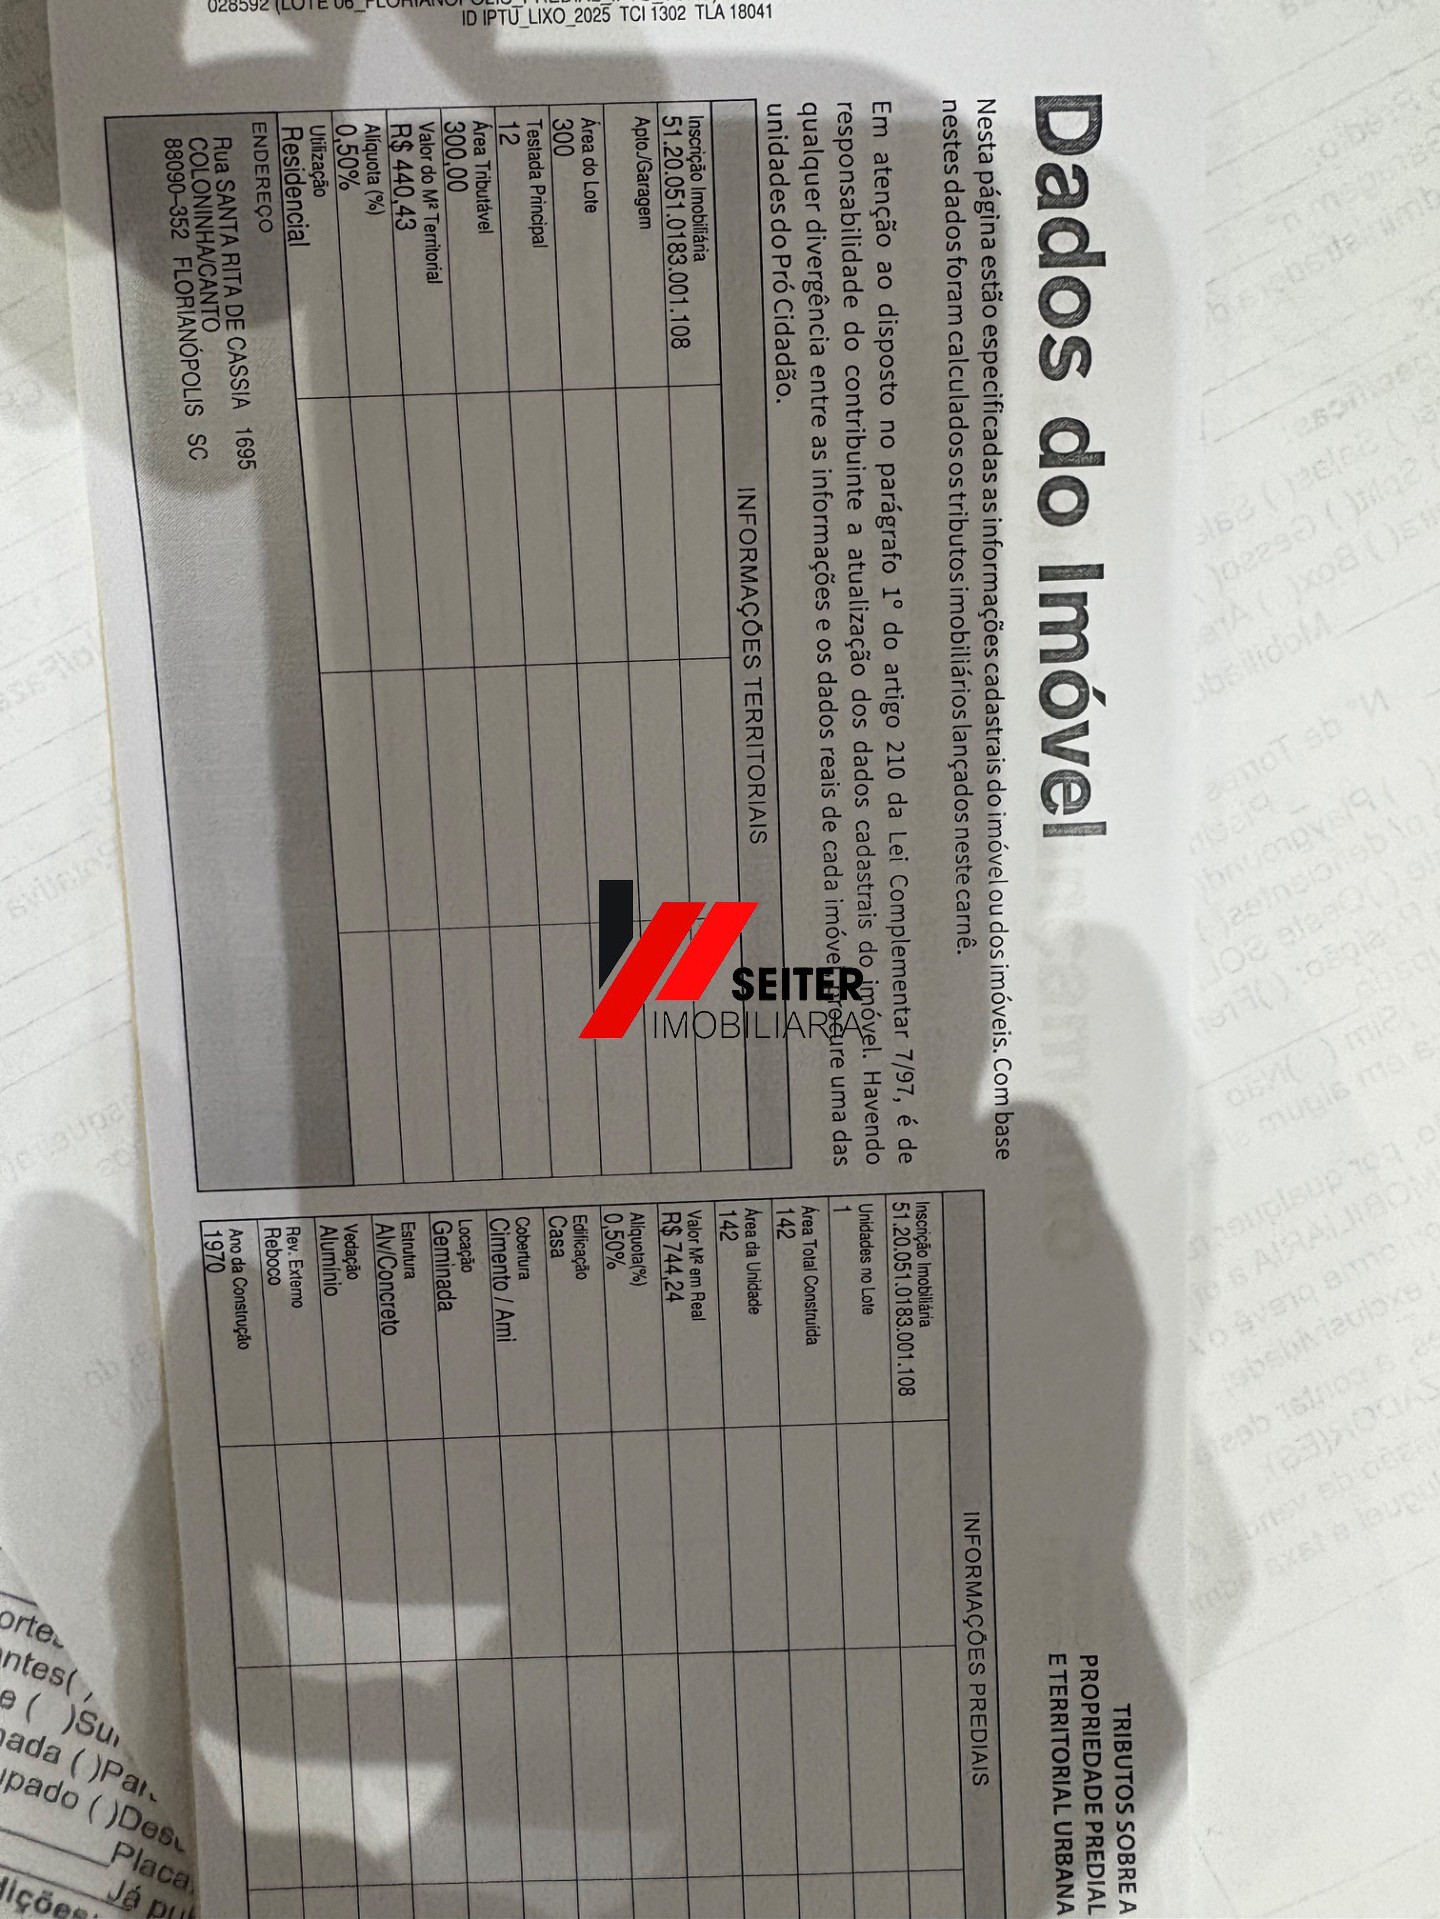 Dados do Imóvel
TRIBUTOS SOBRE A
PROPRIEDADE PREDIAL
E TERRITORIAL URBANA
Nesta página estão especificadas as informações cadastrais do imóvel ou dos imóveis. Com base
nestes dados foram calculados os tributos imobiliários lançados neste carnê.
Em atenção ao disposto no parágrafo 1º do artigo 210 da Lei Complementar 7/97, é de
responsabilidade do contribuinte a atualização dos dados cadastrais do imóvel. Havendo
qualquer divergência entre as informações e os dados reais de cada imóvel, procure uma das
unidades do Pró Cidadão.
INFORMAÇÕES TERRITORIAIS
Inscrição Imobiliária
51.20.051.0183.001.108
Apto./Garagem
Área do Lote
300
Testada Principal
12
Área Tributável
300,00
Valor do M² Territorial
R$ 440,43
Alíquota (%)
0,50%
Utilização
Residencial
ENDEREÇO
Rua SANTA RITA DE CASSIA 1695
COLONINHA/CANTO
88090-352 FLORIANÓPOLIS SC
INFORMAÇÕES PREDIAIS
Inscrição Imobiliária
51.20.051.0183.001.108
Unidades no Lote
1
Área Total Construída
142
Área da Unidade
142
Valor M² em Real
R$ 744,24
Alíquota(%)
0,50%
Edificação
Casa
Cobertura
Cimento / Ami
Locação
Geminada
Estrutura
Alv/Concreto
Vedação
Alumínio
Rev. Externo
Reboco
Ano da Construção
1970
028592 (LOTE 06_
ID IPTU_LIXO_2025 TCI 1302 TLA 18041
SEITER
IMOBILIARIA
)Des
Placa
Já